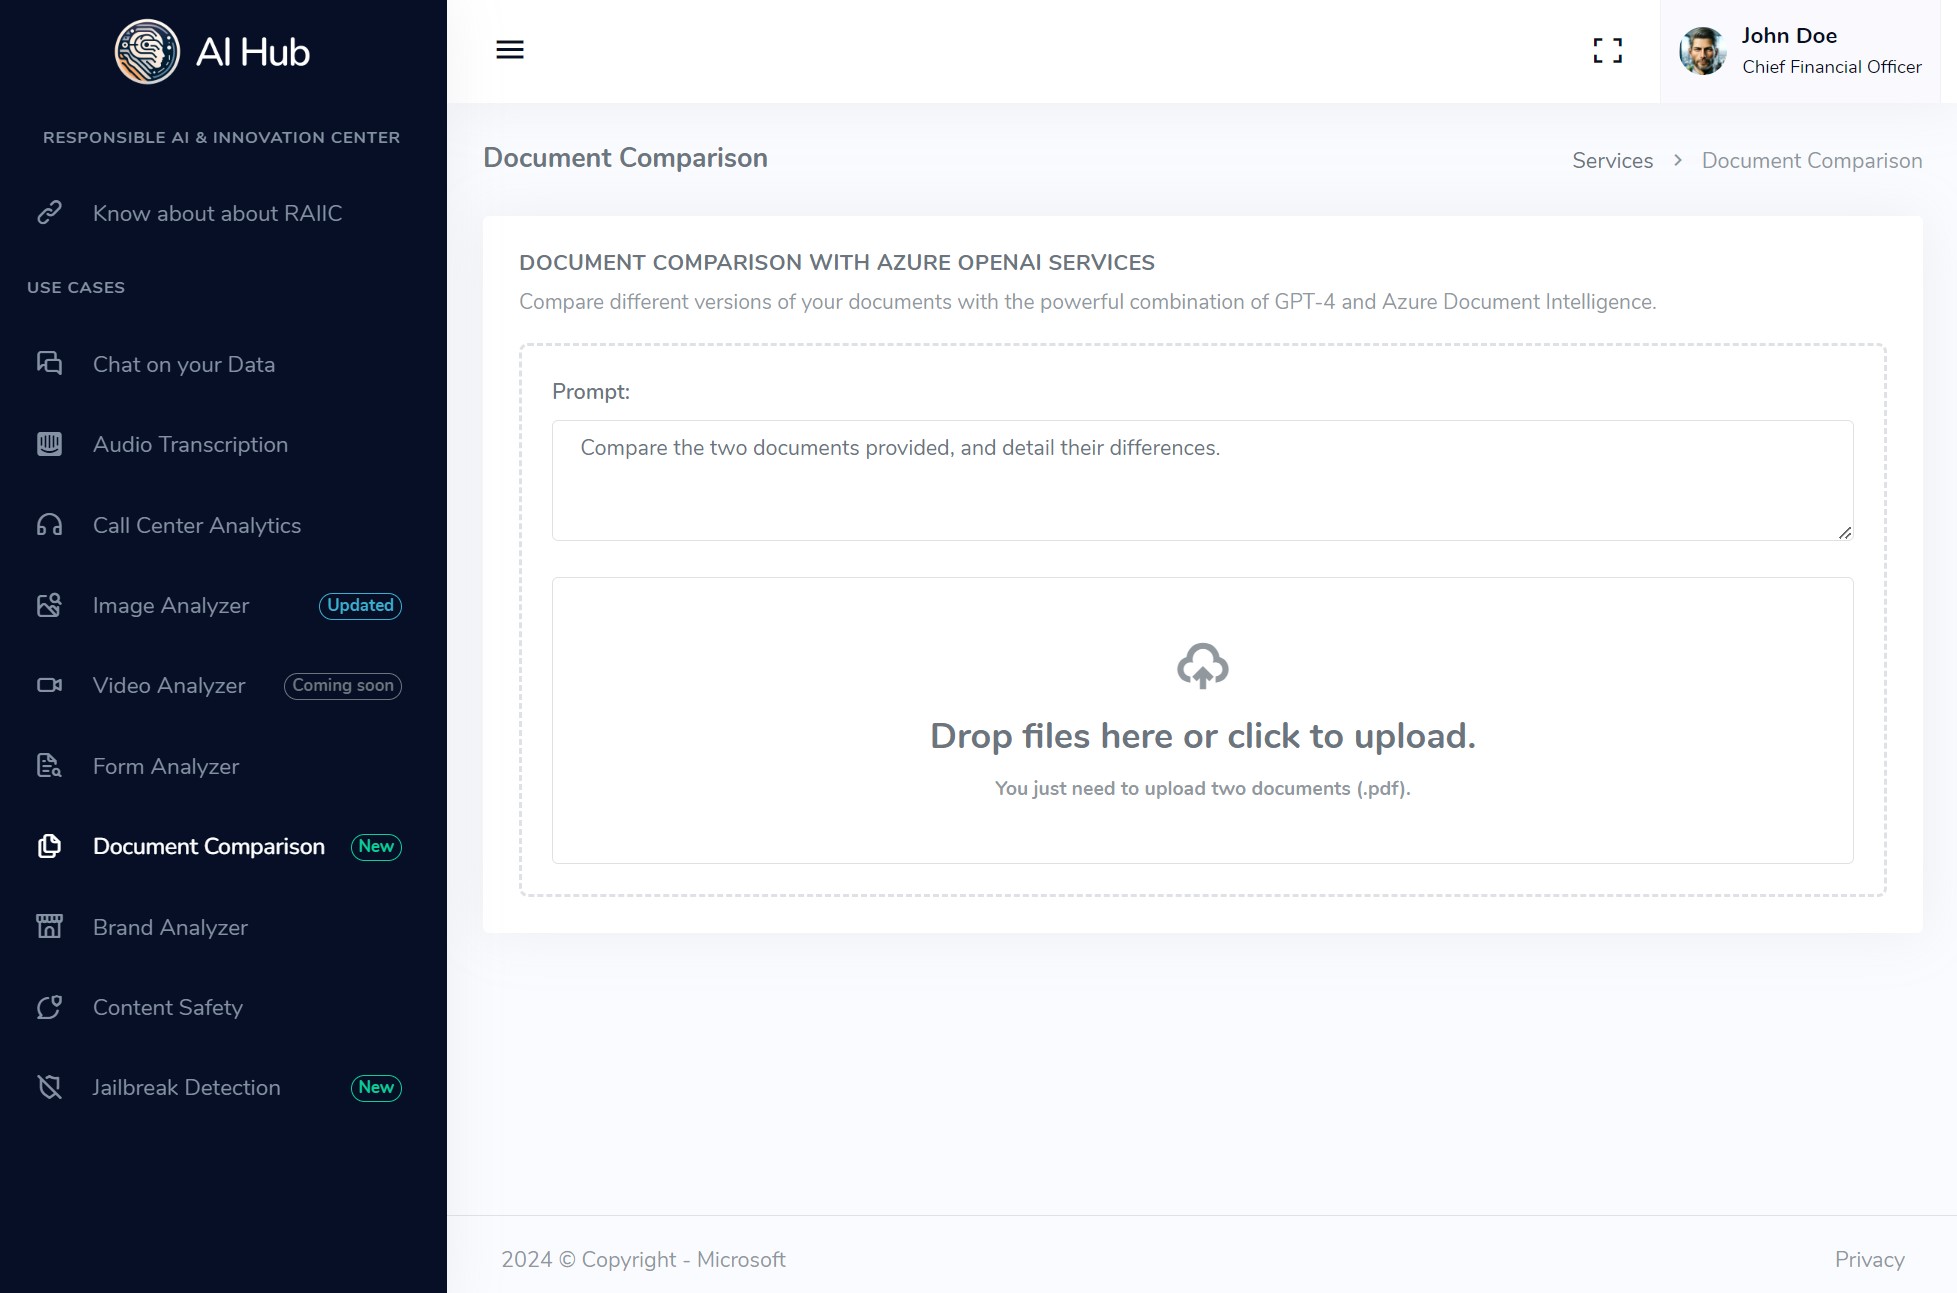 AI Hub
RESPONSIBLE AI & INNOVATION CENTER
Know about about RAIIC
USE CASES
Chat on your Data
Audio Transcription
Call Center Analytics
Image Analyzer Updated
Video Analyzer Coming soon
Form Analyzer
Document Comparison New
Brand Analyzer
Content Safety
Jailbreak Detection New
John Doe
Chief Financial Officer
Document Comparison
Services > Document Comparison
DOCUMENT COMPARISON WITH AZURE OPENAI SERVICES
Compare different versions of your documents with the powerful combination of GPT-4 and Azure Document Intelligence.
Prompt:
Compare the two documents provided, and detail their differences.
Drop files here or click to upload.
You just need to upload two documents (.pdf).
2024 © Copyright - Microsoft
Privacy